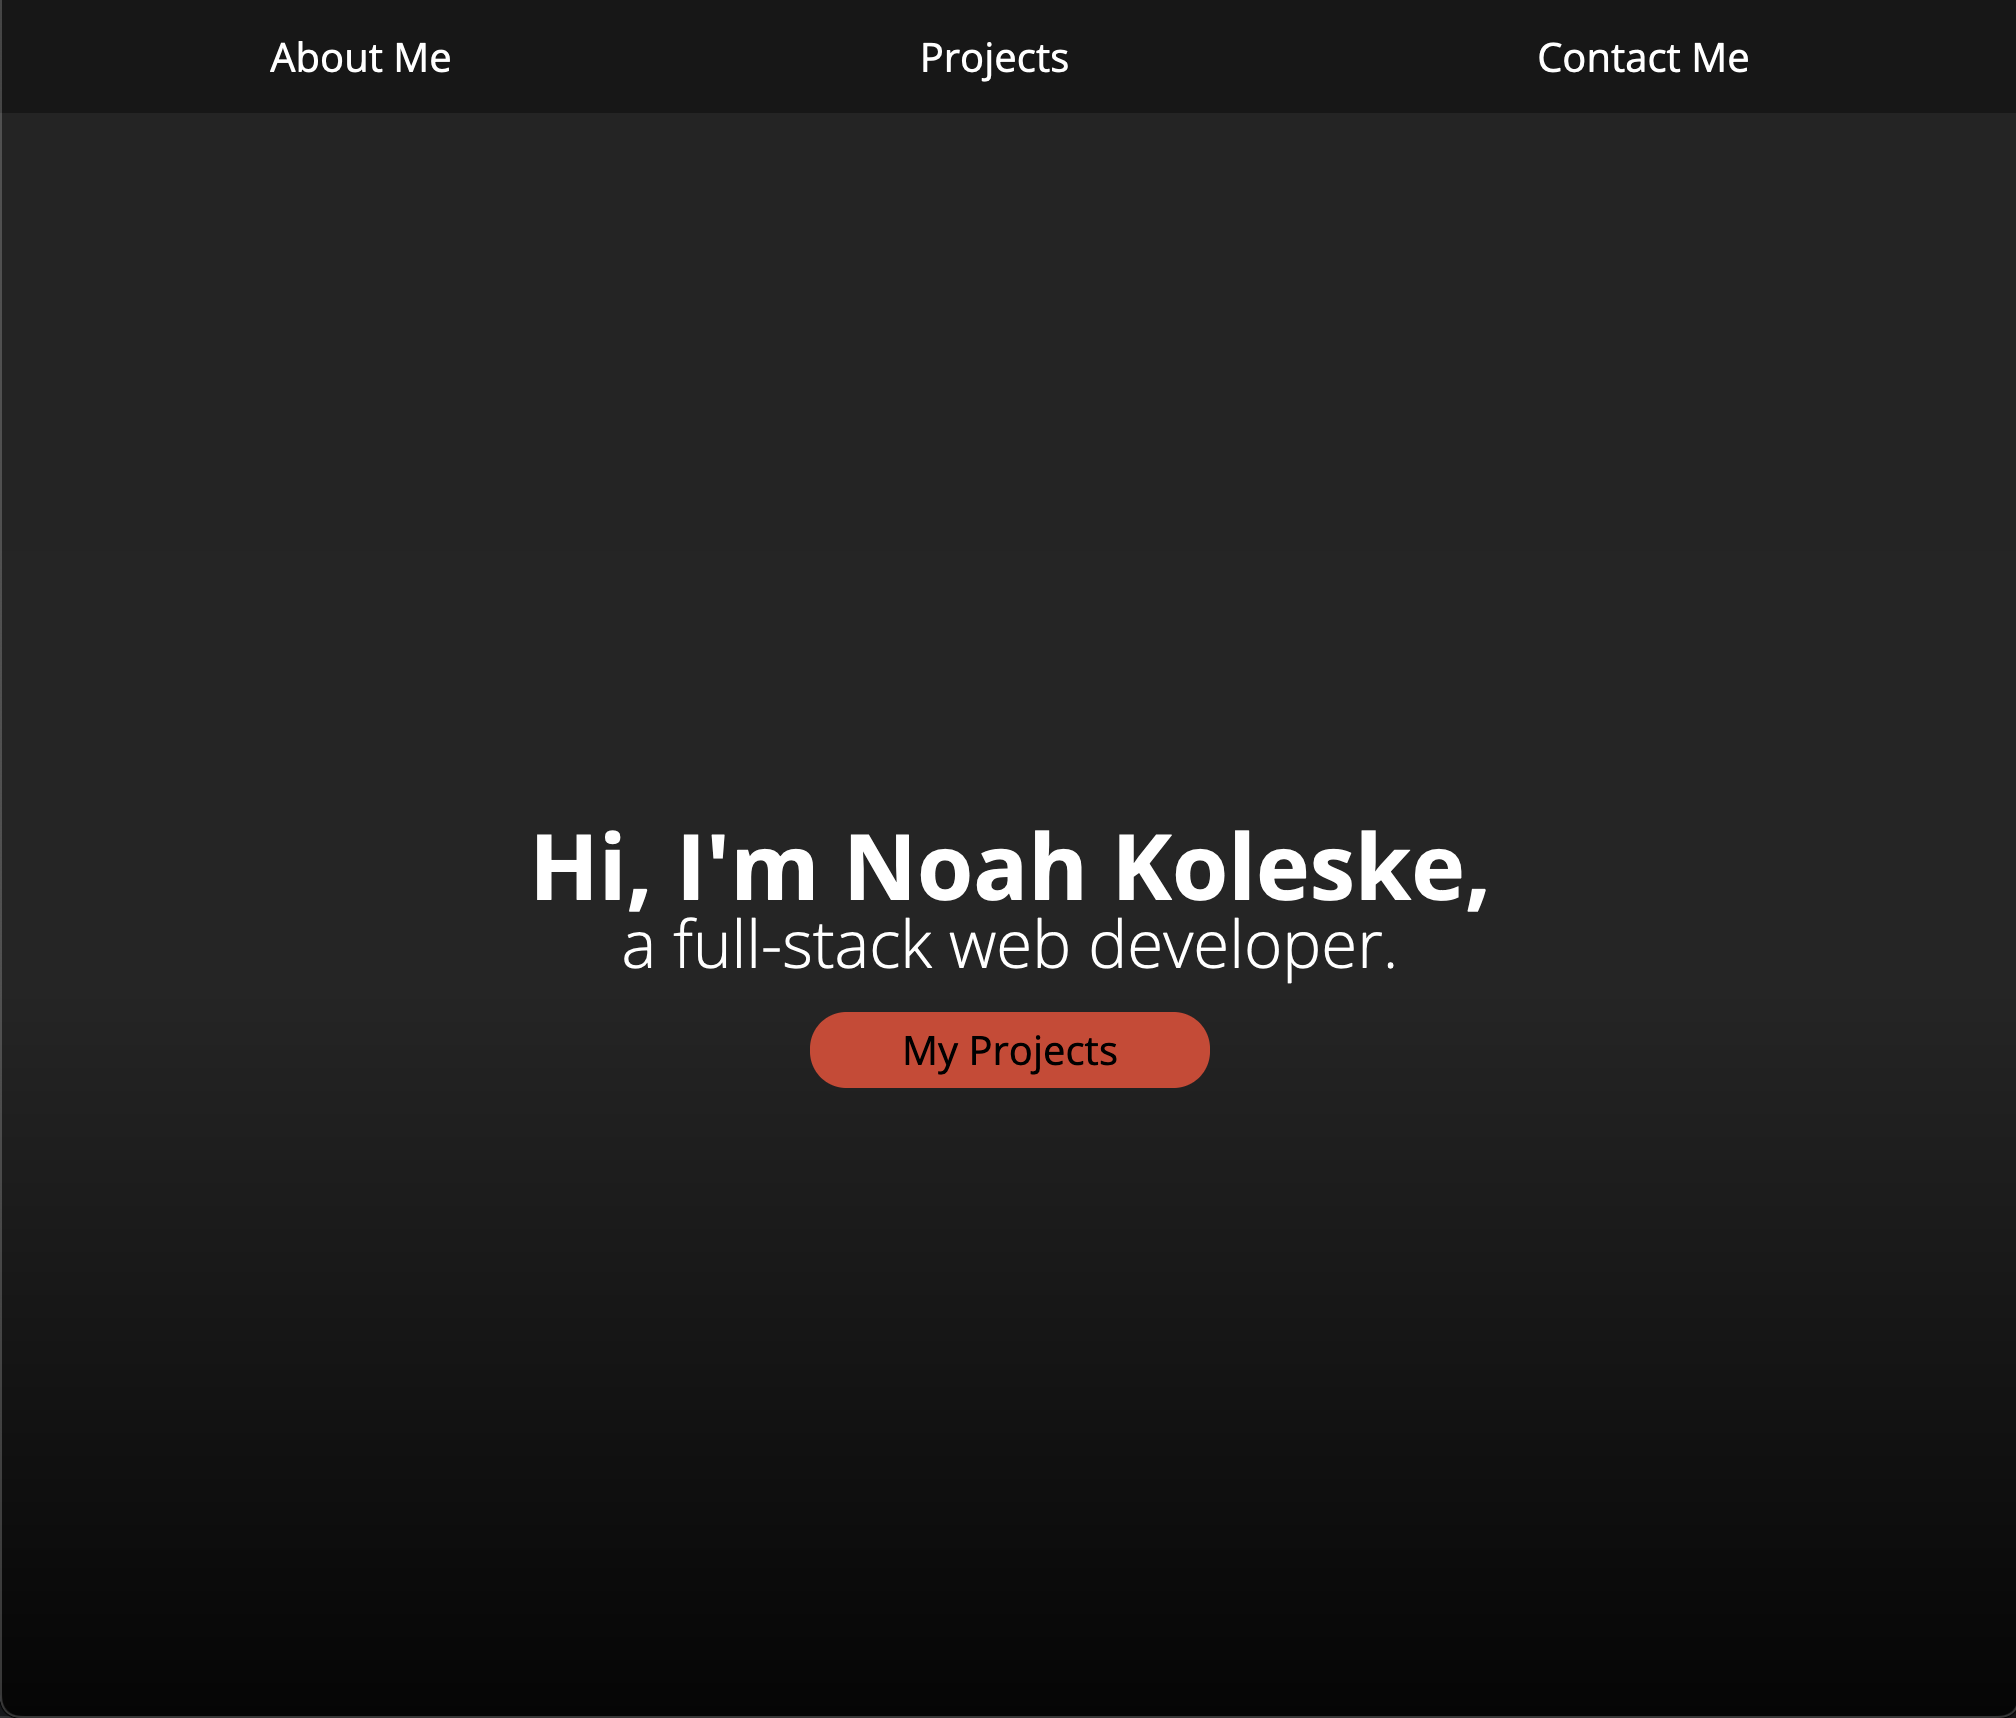 About Me Projects Contact Me
Hi, I'm Noah Koleske,
a full-stack web developer.
My Projects